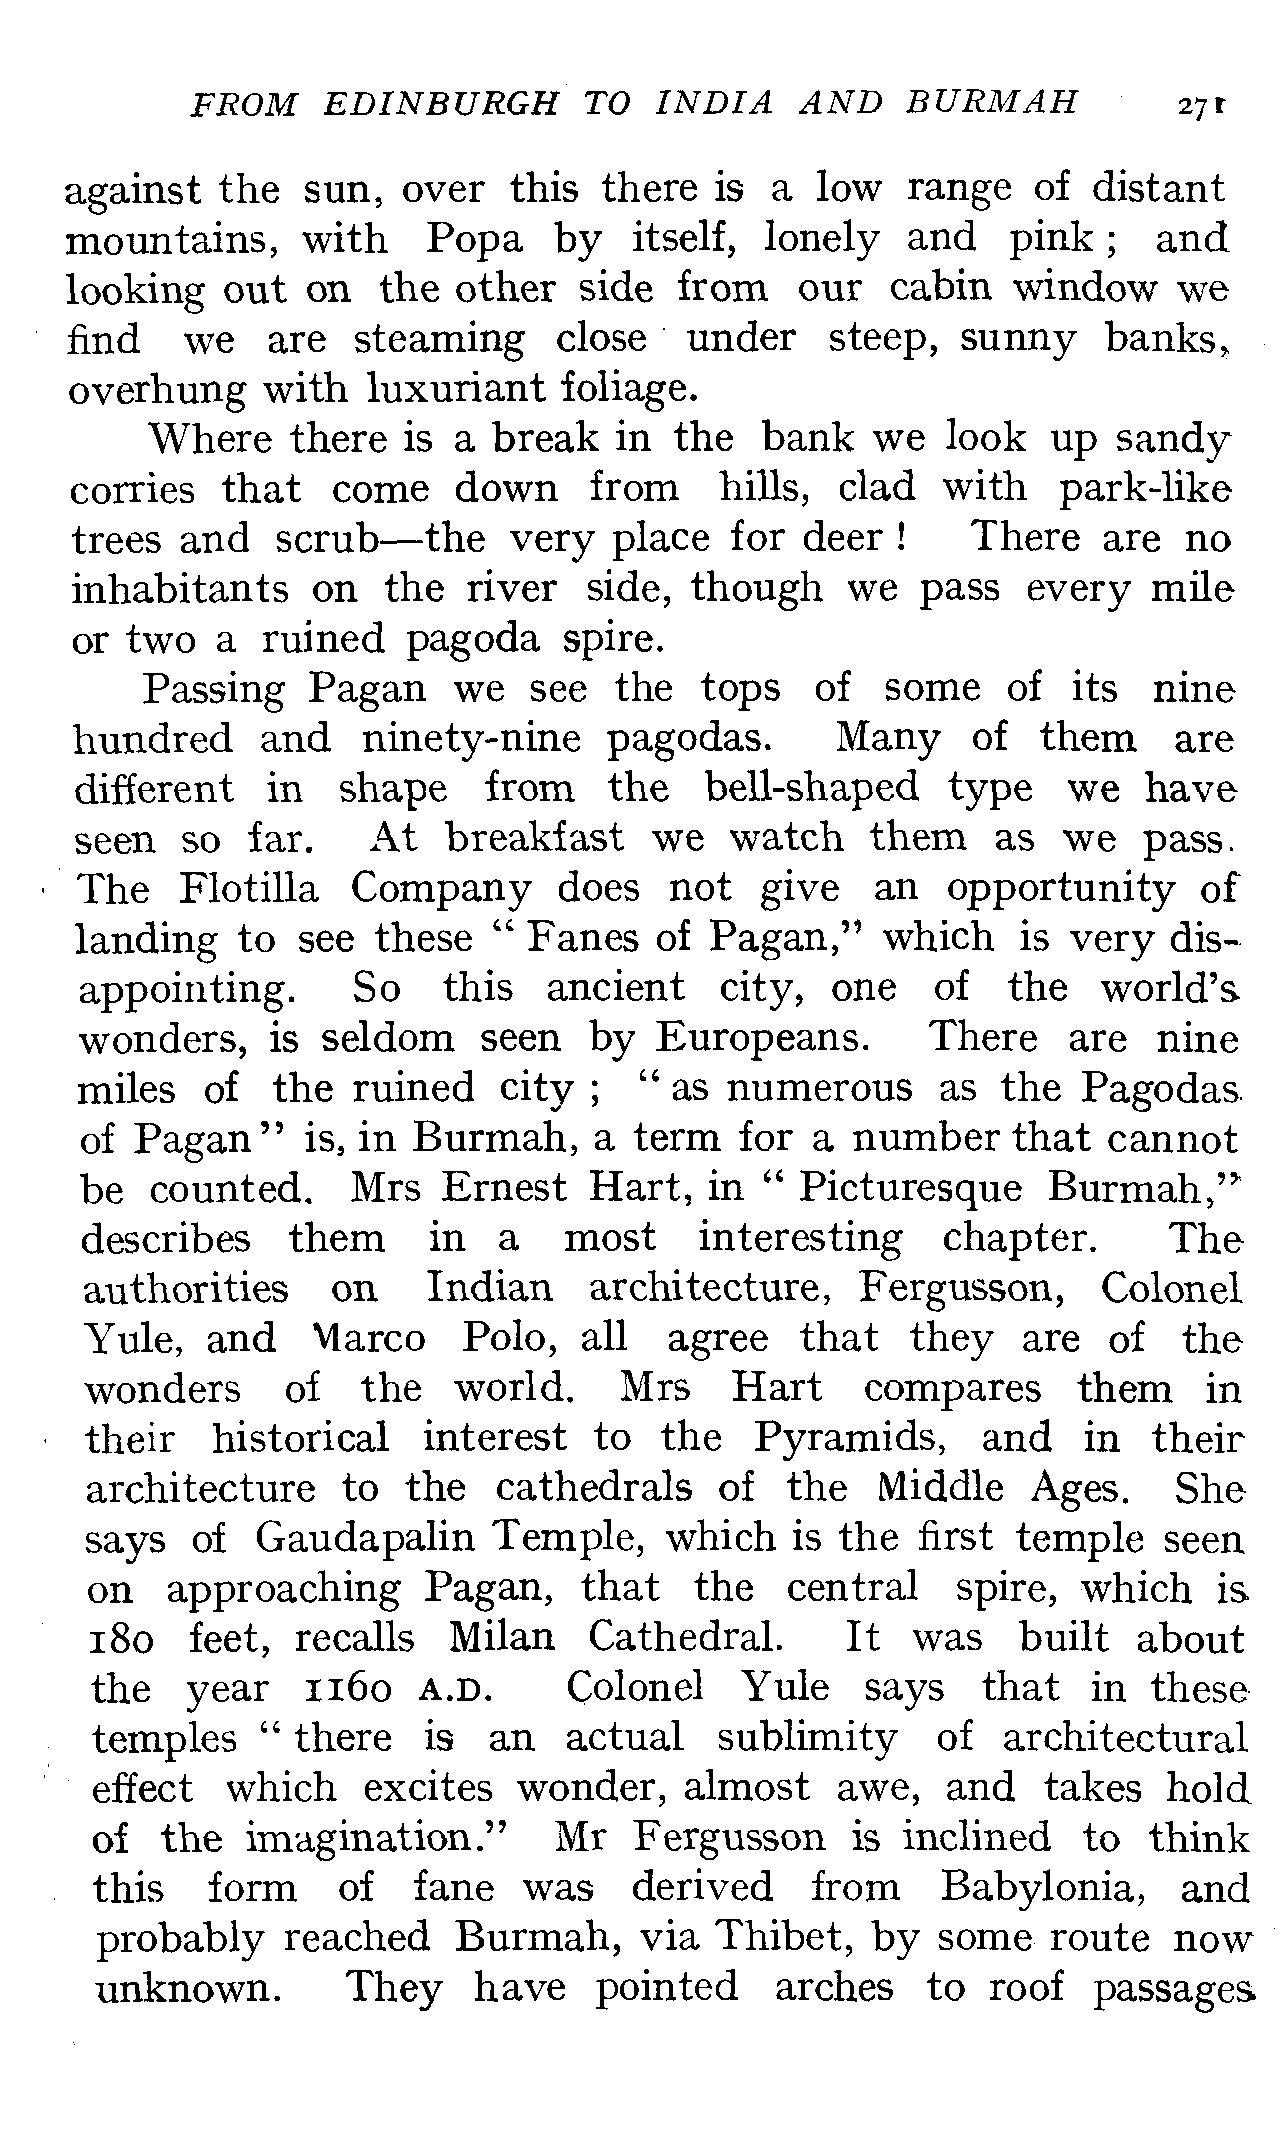 FROM EDINBURGH TO INDIA AND BURMAH 271
against the sun, over this there is a low range of distant
mountains, with Popa by itself, lonely and pink ; and
looking out on the other side from our cabin window we
find we are steaming close under steep, sunny banks,
overhung with luxuriant foliage.
Where there is a break in the bank we look up sandy
corries that come down from hills, clad with park-like
trees and scrub—the very place for deer ! There are no
inhabitants on the river side, though we pass every mile
or two a ruined pagoda spire.
Passing Pagan we see the tops of some of its nine
hundred and ninety-nine pagodas. Many of them are
different in shape from the bell-shaped type we have
seen so far. At breakfast we watch them as we pass.
The Flotilla Company does not give an opportunity of
landing to see these “ Fanes of Pagan,” which is very dis-
appointing. So this ancient city, one of the world’s
wonders, is seldom seen by Europeans. There are nine
miles of the ruined city ; “ as numerous as the Pagodas
of Pagan ” is, in Burmah, a term for a number that cannot
be counted. Mrs Ernest Hart, in “ Picturesque Burmah,”
describes them in a most interesting chapter. The
authorities on Indian architecture, Fergusson, Colonel
Yule, and Marco Polo, all agree that they are of the
wonders of the world. Mrs Hart compares them in
their historical interest to the Pyramids, and in their
architecture to the cathedrals of the Middle Ages. She
says of Gaudapalin Temple, which is the first temple seen
on approaching Pagan, that the central spire, which is
180 feet, recalls Milan Cathedral. It was built about
the year 1160 A.D. Colonel Yule says that in these
temples “ there is an actual sublimity of architectural
effect which excites wonder, almost awe, and takes hold
of the imagination.” Mr Fergusson is inclined to think
this form of fane was derived from Babylonia, and
probably reached Burmah, via Thibet, by some route now
unknown. They have pointed arches to roof passages